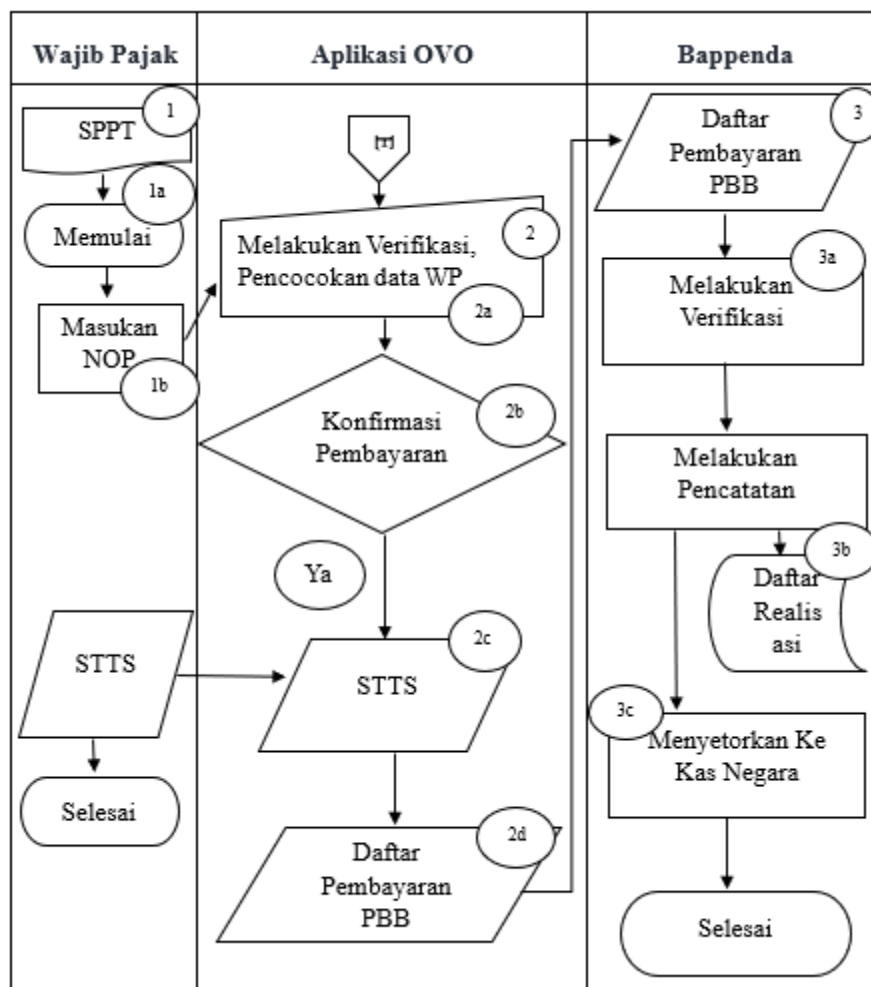 Wajib Pajak
Aplikasi OVO
Bappenda
1
SPPT
1a
Memulai
Masukan
NOP
1b
2
Melakukan Verifikasi,
Pencocokan data WP
2a
2b
Konfirmasi
Pembayaran
Ya
2c
STTS
STTS
Selesai
2d
Daftar
Pembayaran
PBB
3
Daftar
Pembayaran
PBB
3a
Melakukan
Verifikasi
Melakukan
Pencatatan
3b
Daftar
Realis
asi
3c
Menyetorkan Ke
Kas Negara
Selesai